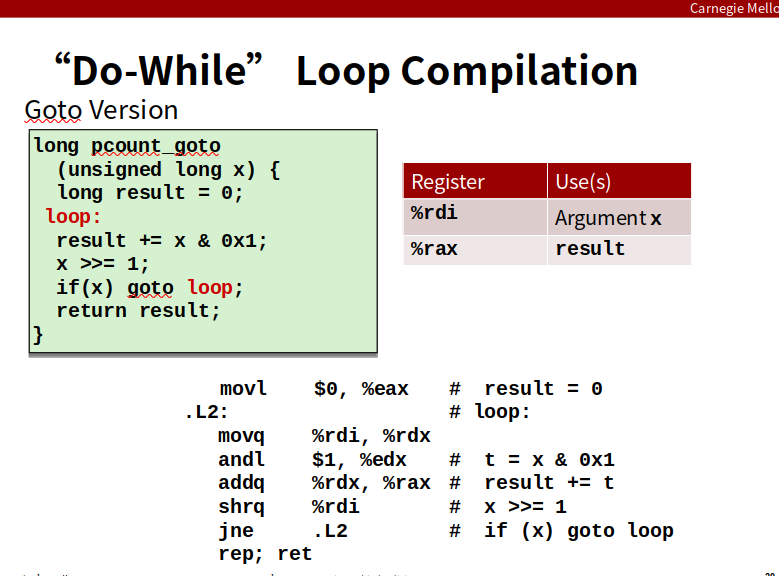 Carnegie Mello
“Do-While” Loop Compilation
Goto Version
long pcount_goto
(unsigned long x) {
long result = 0;
loop:
result += x & 0x1;
x >>= 1;
if(x) goto loop;
return result;
}
Register Use(s)
%rdi Argument x
%rax result
movl $0, %eax # result = 0
.L2: # loop:
movq %rdi, %rdx
andl $1, %edx # t = x & 0x1
addq %rdx, %rax # result += t
shrq %rdi # x >>= 1
jne .L2 # if (x) goto loop
rep; ret